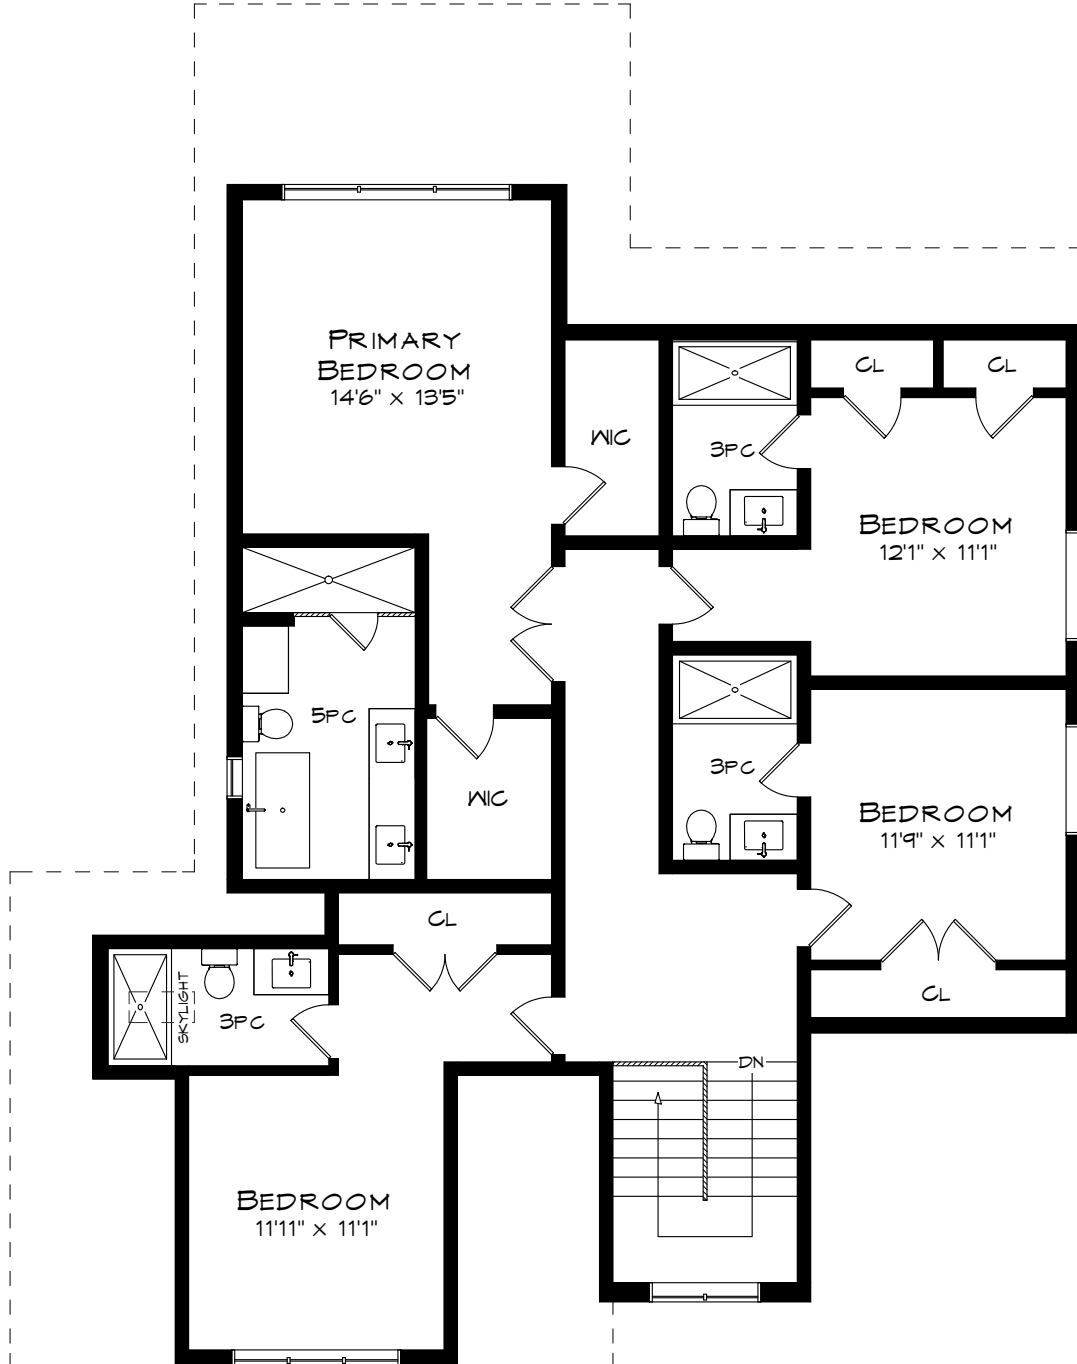 PRIMARY
BEDROOM
14'6" x 13'5"
WIC
3PC
CL
CL
BEDROOM
12'1" x 11'1"
5PC
WIC
3PC
BEDROOM
11'9" x 11'1"
CL
CL
SKYLIGHT
3PC
DN
BEDROOM
11'11" x 11'1"